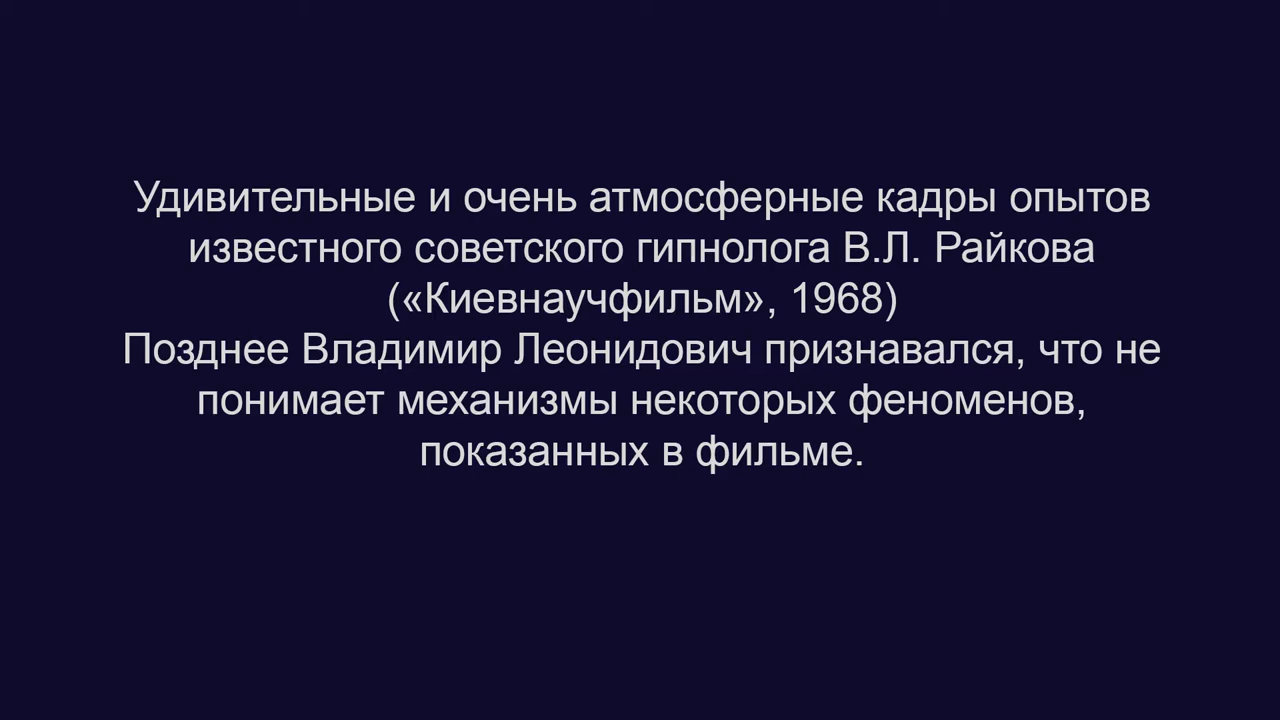 Удивительные и очень атмосферные кадры опытов
известного советского гипнолога В.Л. Райкова
(«Киевнаучфильм», 1968)
Позднее Владимир Леонидович признавался, что не
понимает механизмы некоторых феноменов,
показанных в фильме.